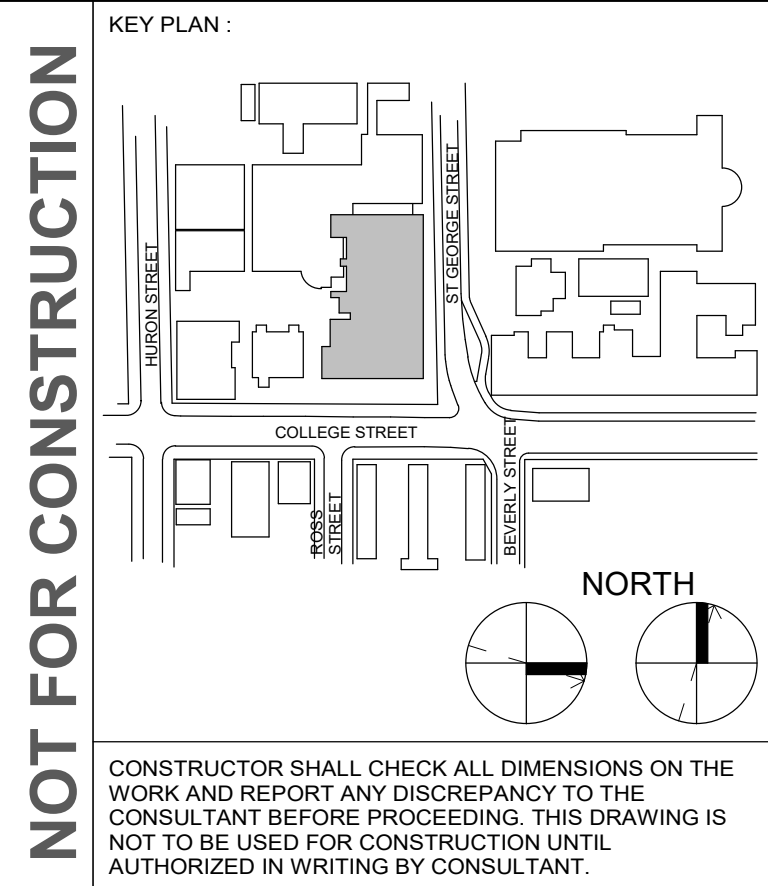 NOT FOR CONSTRUCTION
KEY PLAN :
HURON STREET
ST GEORGE STREET
COLLEGE STREET
ROSS
STREET
BEVERLY STREET
NORTH
CONSTRUCTOR SHALL CHECK ALL DIMENSIONS ON THE
WORK AND REPORT ANY DISCREPANCY TO THE
CONSULTANT BEFORE PROCEEDING. THIS DRAWING IS
NOT TO BE USED FOR CONSTRUCTION UNTIL
AUTHORIZED IN WRITING BY CONSULTANT.